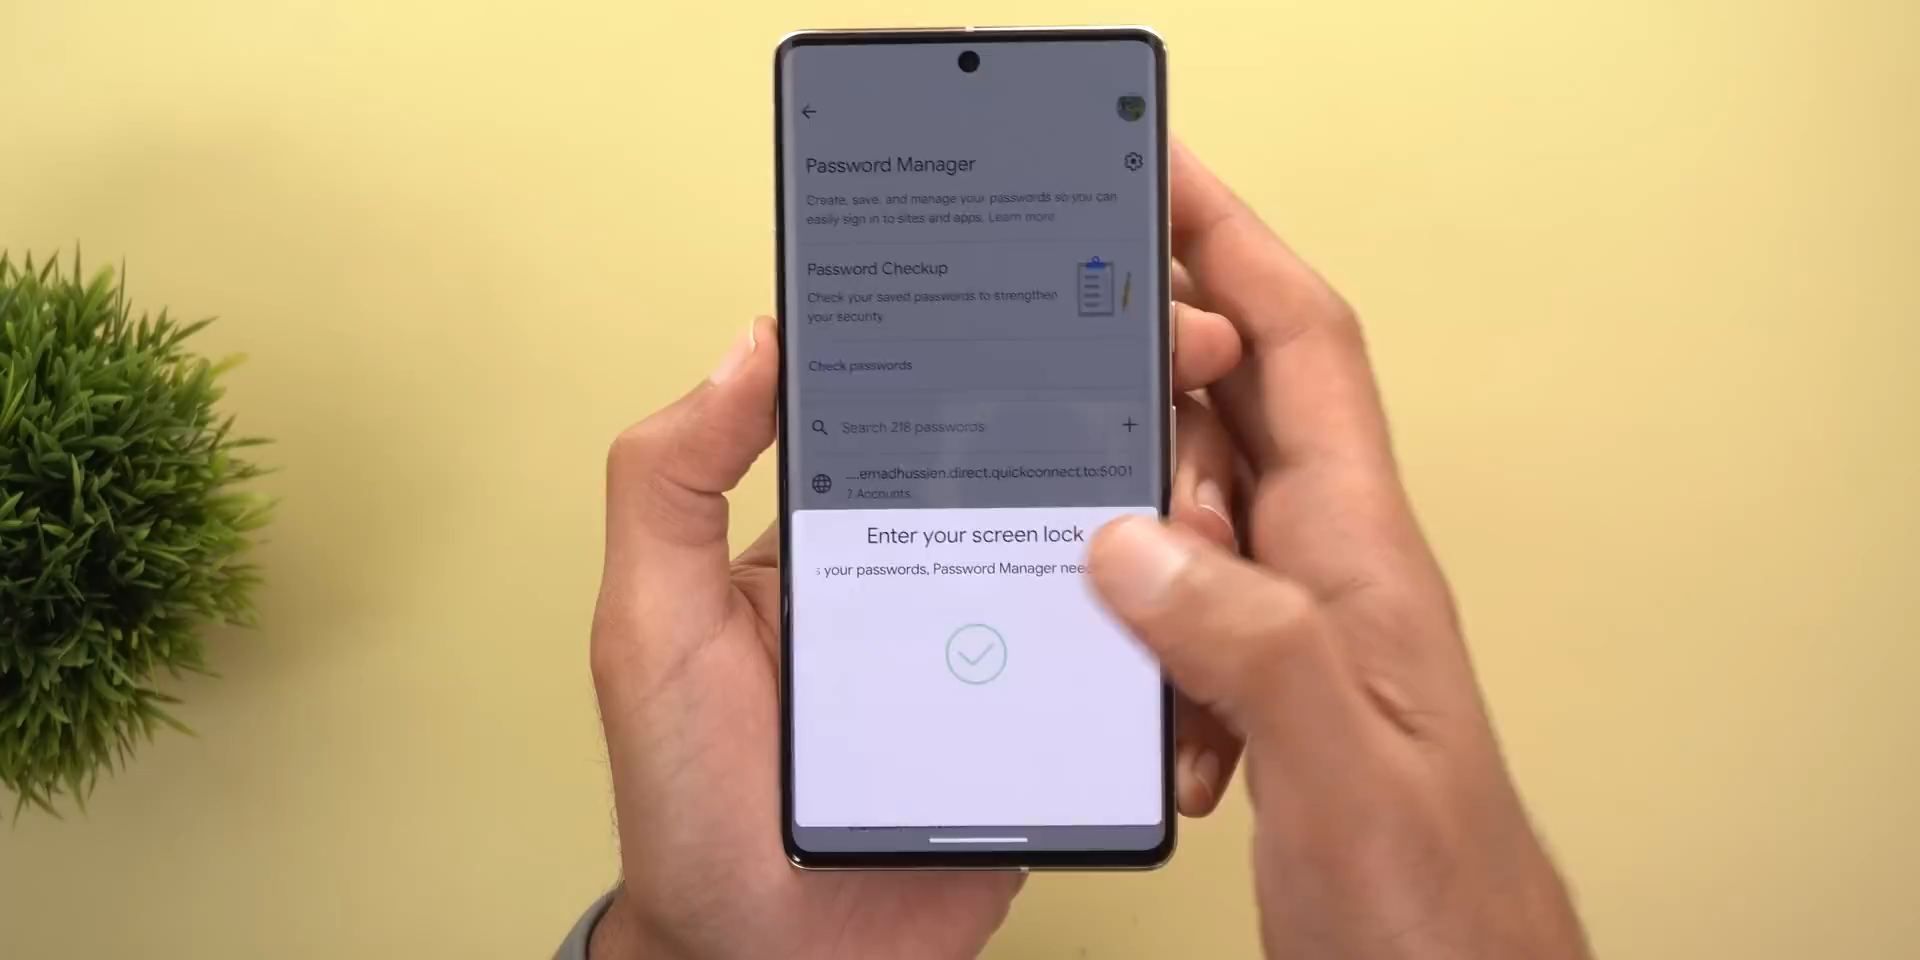 Password Manager
Create, save, and manage your passwords so you can
easily sign in to sites and apps. Learn more
Password Checkup
Check your saved passwords to strengthen
your security
Check passwords
Search 218 passwords
....emadhussien.direct.quickconnect.to:5001
2 Accounts
Enter your screen lock
s your passwords, Password Manager nee